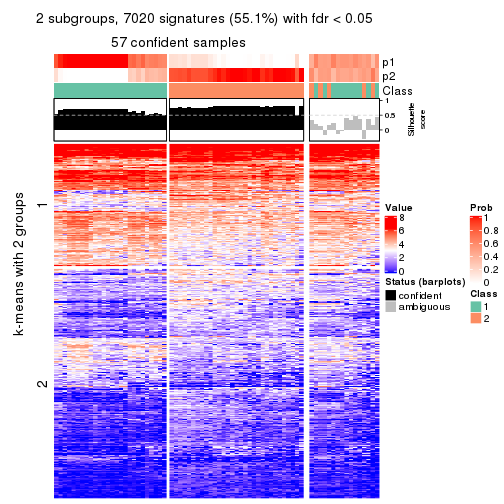 2 subgroups, 7020 signatures (55.1%) with fdr < 0.05
57 confident samples
p1
p2
Class
1
0.5
0
Silhouette
score
k-means with 2 groups
1
2
Value
8
6
4
2
0
Status (barplots)
confident
ambiguous
Prob
1
0.8
0.6
0.4
0.2
0
Class
1
2